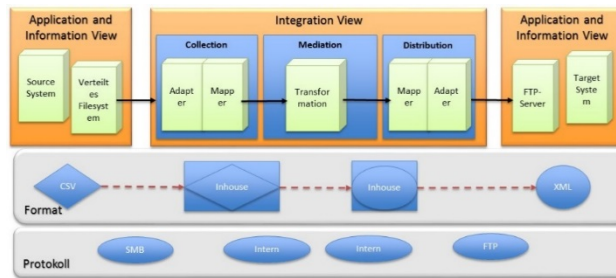 Application and
Information View
Integration View
Application and
Information View
Collection
Mediation
Distribution
Source
System
Verteilt
es
Filesyst
em
Adapt
er
Mapp
er
Transfor
mation
Mapp
er
Adapt
er
FTP-
Server
Target
Syste
m
CSV
Inhouse
Inhouse
XML
Format
SMB
Intern
Intern
FTP
Protokoll